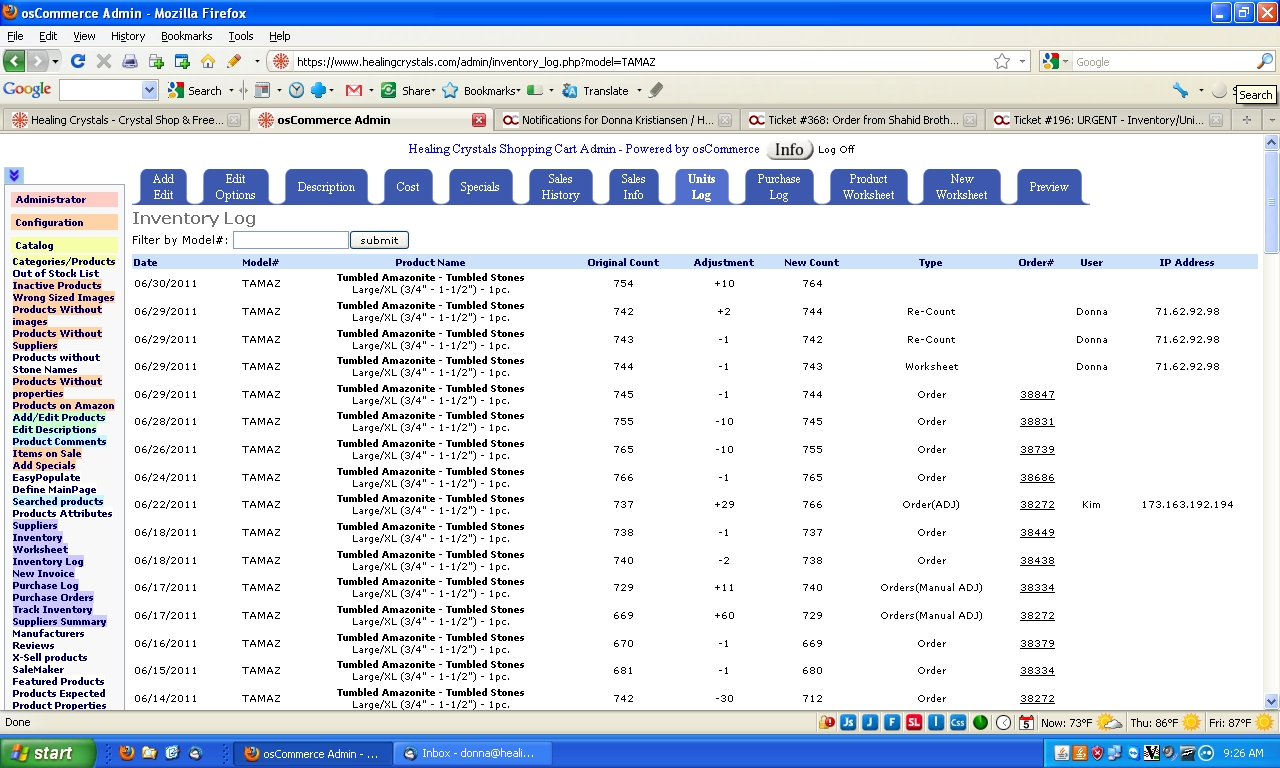 osCommerce Admin - Mozilla Firefox
File Edit View History Bookmarks Tools Help
https://www.healingcrystals.com/admin/inventory_log.php?model=TAMAZ
Google
Google Search Share Bookmarks Translate
Search
Healing Crystals - Crystal Shop & Free... osCommerce Admin Notifications for Donna Kristiansen / H... Ticket #368: Order from Shahid Broth... Ticket #196: URGENT - Inventory/Uni...
Healing Crystals Shopping Cart Admin - Powered by osCommerce Info Log Off
Add Edit
Edit Options
Description
Cost
Specials
Sales History
Sales Info
Units Log
Purchase Log
Product Worksheet
New Worksheet
Preview
Administrator
Configuration
Catalog
Categories/Products
Out of Stock List
Inactive Products
Wrong Sized Images
Products Without
images
Products Without
Suppliers
Products without
Stone Names
Products Without
properties
Products on Amazon
Add/Edit Products
Edit Descriptions
Product Comments
Items on Sale
Add Specials
EasyPopulate
Define MainPage
Searched products
Products Attributes
Suppliers
Inventory
Worksheet
Inventory Log
New Invoice
Purchase Log
Purchase Orders
Track Inventory
Suppliers Summary
Manufacturers
Reviews
X-Sell products
SaleMaker
Featured Products
Products Expected
Product Properties
Inventory Log
Filter by Model#: submit
Date Model# Product Name Original Count Adjustment New Count Type Order# User IP Address
06/30/2011 TAMAZ Tumbled Amazonite - Tumbled Stones 754 +10 764
Large/XL (3/4" - 1-1/2") - 1pc.
06/29/2011 TAMAZ Tumbled Amazonite - Tumbled Stones 742 +2 744 Re-Count Donna 71.62.92.98
Large/XL (3/4" - 1-1/2") - 1pc.
06/29/2011 TAMAZ Tumbled Amazonite - Tumbled Stones 743 -1 742 Re-Count Donna 71.62.92.98
Large/XL (3/4" - 1-1/2") - 1pc.
06/29/2011 TAMAZ Tumbled Amazonite - Tumbled Stones 744 -1 743 Worksheet Donna 71.62.92.98
Large/XL (3/4" - 1-1/2") - 1pc.
06/29/2011 TAMAZ Tumbled Amazonite - Tumbled Stones 745 -1 744 Order 38847
Large/XL (3/4" - 1-1/2") - 1pc.
06/28/2011 TAMAZ Tumbled Amazonite - Tumbled Stones 755 -10 745 Order 38831
Large/XL (3/4" - 1-1/2") - 1pc.
06/26/2011 TAMAZ Tumbled Amazonite - Tumbled Stones 765 -10 755 Order 38739
Large/XL (3/4" - 1-1/2") - 1pc.
06/24/2011 TAMAZ Tumbled Amazonite - Tumbled Stones 766 -1 765 Order 38686
Large/XL (3/4" - 1-1/2") - 1pc.
06/22/2011 TAMAZ Tumbled Amazonite - Tumbled Stones 737 +29 766 Order(ADJ) 38272 Kim 173.163.192.194
Large/XL (3/4" - 1-1/2") - 1pc.
06/18/2011 TAMAZ Tumbled Amazonite - Tumbled Stones 738 -1 737 Order 38449
Large/XL (3/4" - 1-1/2") - 1pc.
06/18/2011 TAMAZ Tumbled Amazonite - Tumbled Stones 740 -2 738 Order 38438
Large/XL (3/4" - 1-1/2") - 1pc.
06/17/2011 TAMAZ Tumbled Amazonite - Tumbled Stones 729 +11 740 Orders(Manual ADJ) 38334
Large/XL (3/4" - 1-1/2") - 1pc.
06/17/2011 TAMAZ Tumbled Amazonite - Tumbled Stones 669 +60 729 Orders(Manual ADJ) 38272
Large/XL (3/4" - 1-1/2") - 1pc.
06/16/2011 TAMAZ Tumbled Amazonite - Tumbled Stones 670 -1 669 Order 38379
Large/XL (3/4" - 1-1/2") - 1pc.
06/15/2011 TAMAZ Tumbled Amazonite - Tumbled Stones 681 -1 680 Order 38334
Large/XL (3/4" - 1-1/2") - 1pc.
06/14/2011 TAMAZ Tumbled Amazonite - Tumbled Stones 742 -30 712 Order 38272
Large/XL (3/4" - 1-1/2") - 1pc.
Done Js J F SL I Css 5 Now: 73°F Thu: 86°F Fri: 87°F
start osCommerce Admin - ... Inbox - donna@heali... 9:26 AM